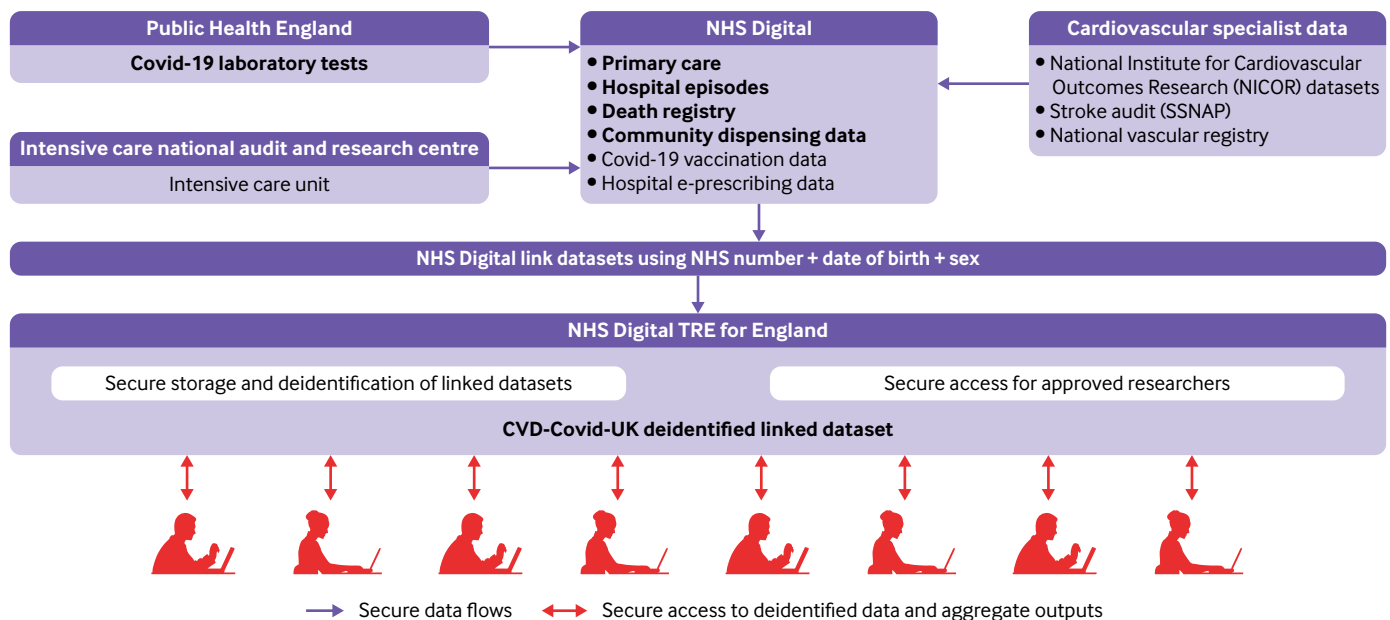 Public Health England
Covid-19 laboratory tests
Intensive care national audit and research centre
Intensive care unit
NHS Digital
• Primary care
• Hospital episodes
• Death registry
• Community dispensing data
• Covid-19 vaccination data
• Hospital e-prescribing data
Cardiovascular specialist data
• National Institute for Cardiovascular
Outcomes Research (NICOR) datasets
• Stroke audit (SSNAP)
• National vascular registry
NHS Digital link datasets using NHS number + date of birth + sex
NHS Digital TRE for England
Secure storage and deidentification of linked datasets
Secure access for approved researchers
CVD-Covid-UK deidentified linked dataset
Secure data flows
Secure access to deidentified data and aggregate outputs